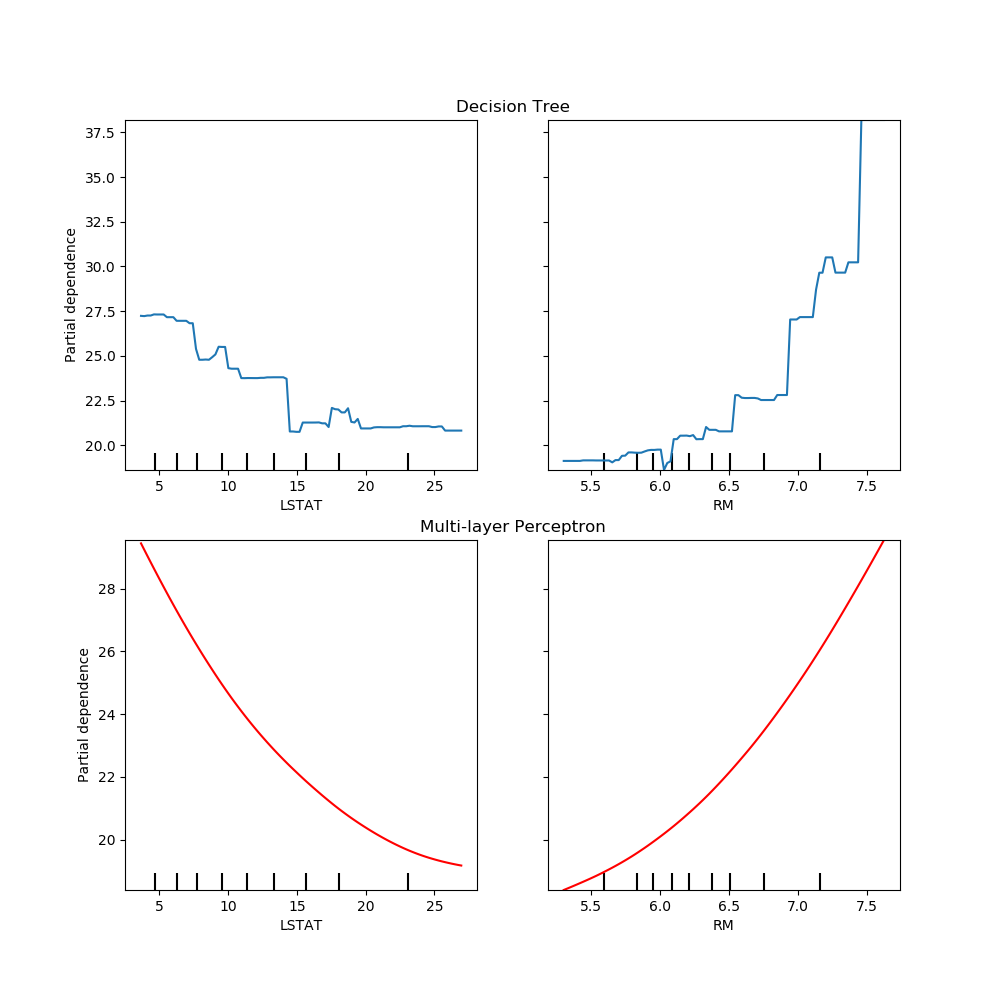 Decision Tree
37.5
35.0
32.5
30.0
27.5
25.0
22.5
20.0
Partial dependence
5 10 15 20 25
LSTAT
5.5 6.0 6.5 7.0 7.5
RM
Multi-layer Perceptron
28
26
24
22
20
Partial dependence
5 10 15 20 25
LSTAT
5.5 6.0 6.5 7.0 7.5
RM